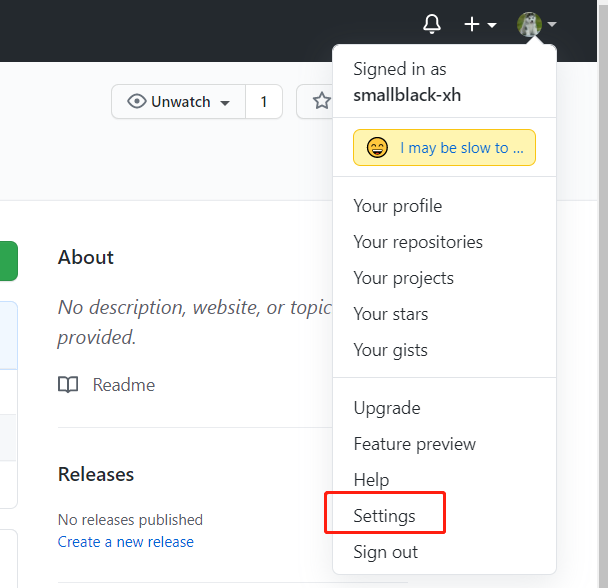 Unwatch
1
Signed in as
smallblack-xh
I may be slow to ...
Your profile
Your repositories
Your projects
Your stars
Your gists
Upgrade
Feature preview
Help
Settings
Sign out
About
No description, website, or topic
provided.
Readme
Releases
No releases published
Create a new release